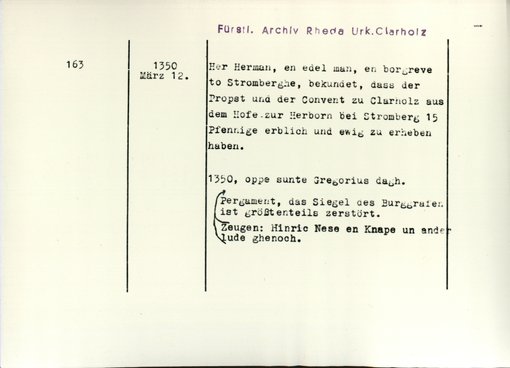 Fürstl. Archiv Rheda Urk.Clarholz
163
1350
März 12.
Her Herman, en edel man, en borgreve
to Stromberghe, bekundet, dass der
Propst und der Convent zu Clarholz aus
dem Hofe zur Herborn bei Stromberg 15
Pfennige erblich und ewig zu erheben
haben.
1350, oppe sunte Gregorius dagh.
Pergament, das Siegel des Burggrafen
ist größtenteils zerstört.
Zeugen: Hinric Nese en Knape un ander
lude ghenoch.